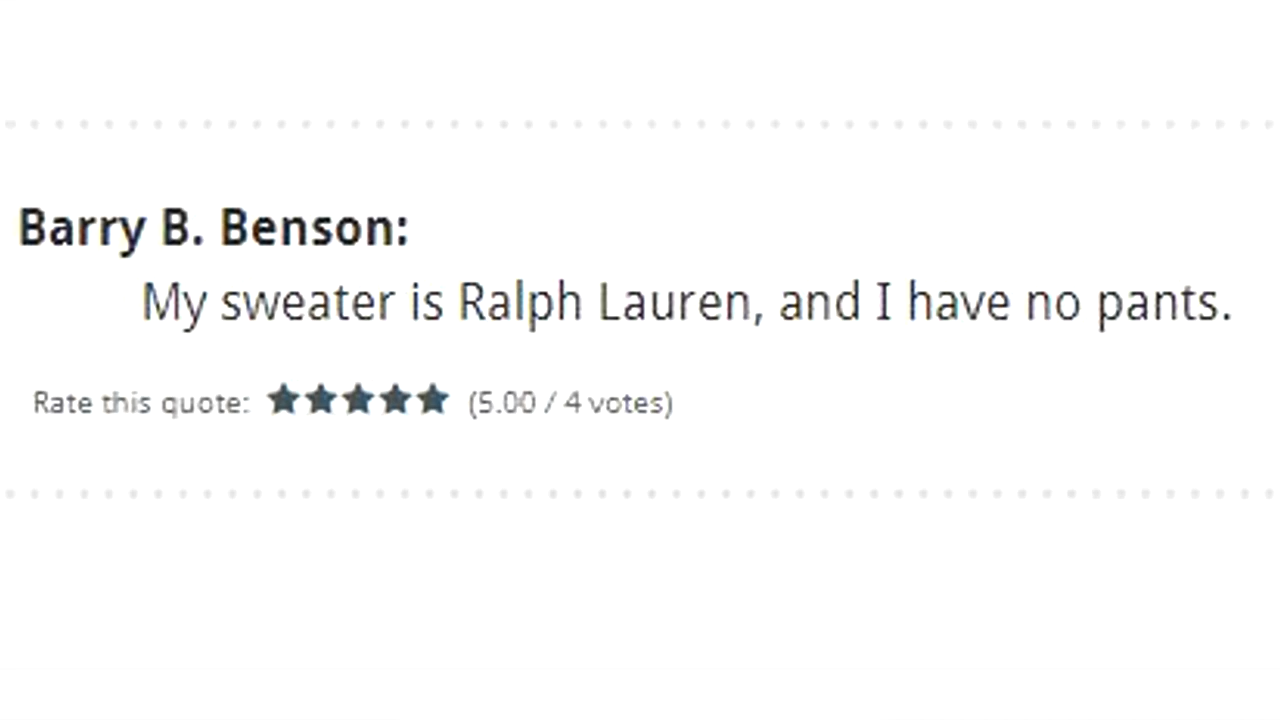 Barry B. Benson:
My sweater is Ralph Lauren, and I have no pants.
Rate this quote: ★★★★★ (5.00 / 4 votes)